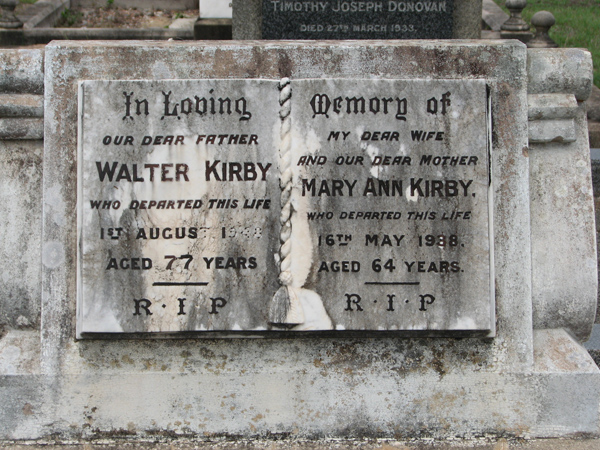 TIMOTHY JOSEPH DONOVAN
DIED 27TH MARCH 1933.
In Loving
OUR DEAR FATHER
WALTER KIRBY
WHO DEPARTED THIS LIFE
1ST AUGUST
AGED 77 YEARS
R·I·P
Memory of
MY DEAR WIFE
AND OUR DEAR MOTHER
MARY ANN KIRBY,
WHO DEPARTED THIS LIFE
16TH MAY 1938.
AGED 64 YEARS.
R·I·P